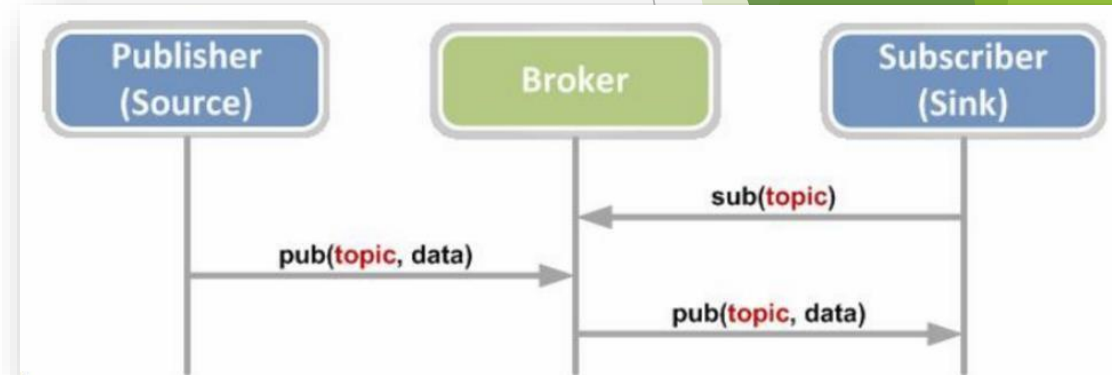 Publisher
(Source)
Broker
Subscriber
(Sink)
sub(topic)
pub(topic, data)
pub(topic, data)